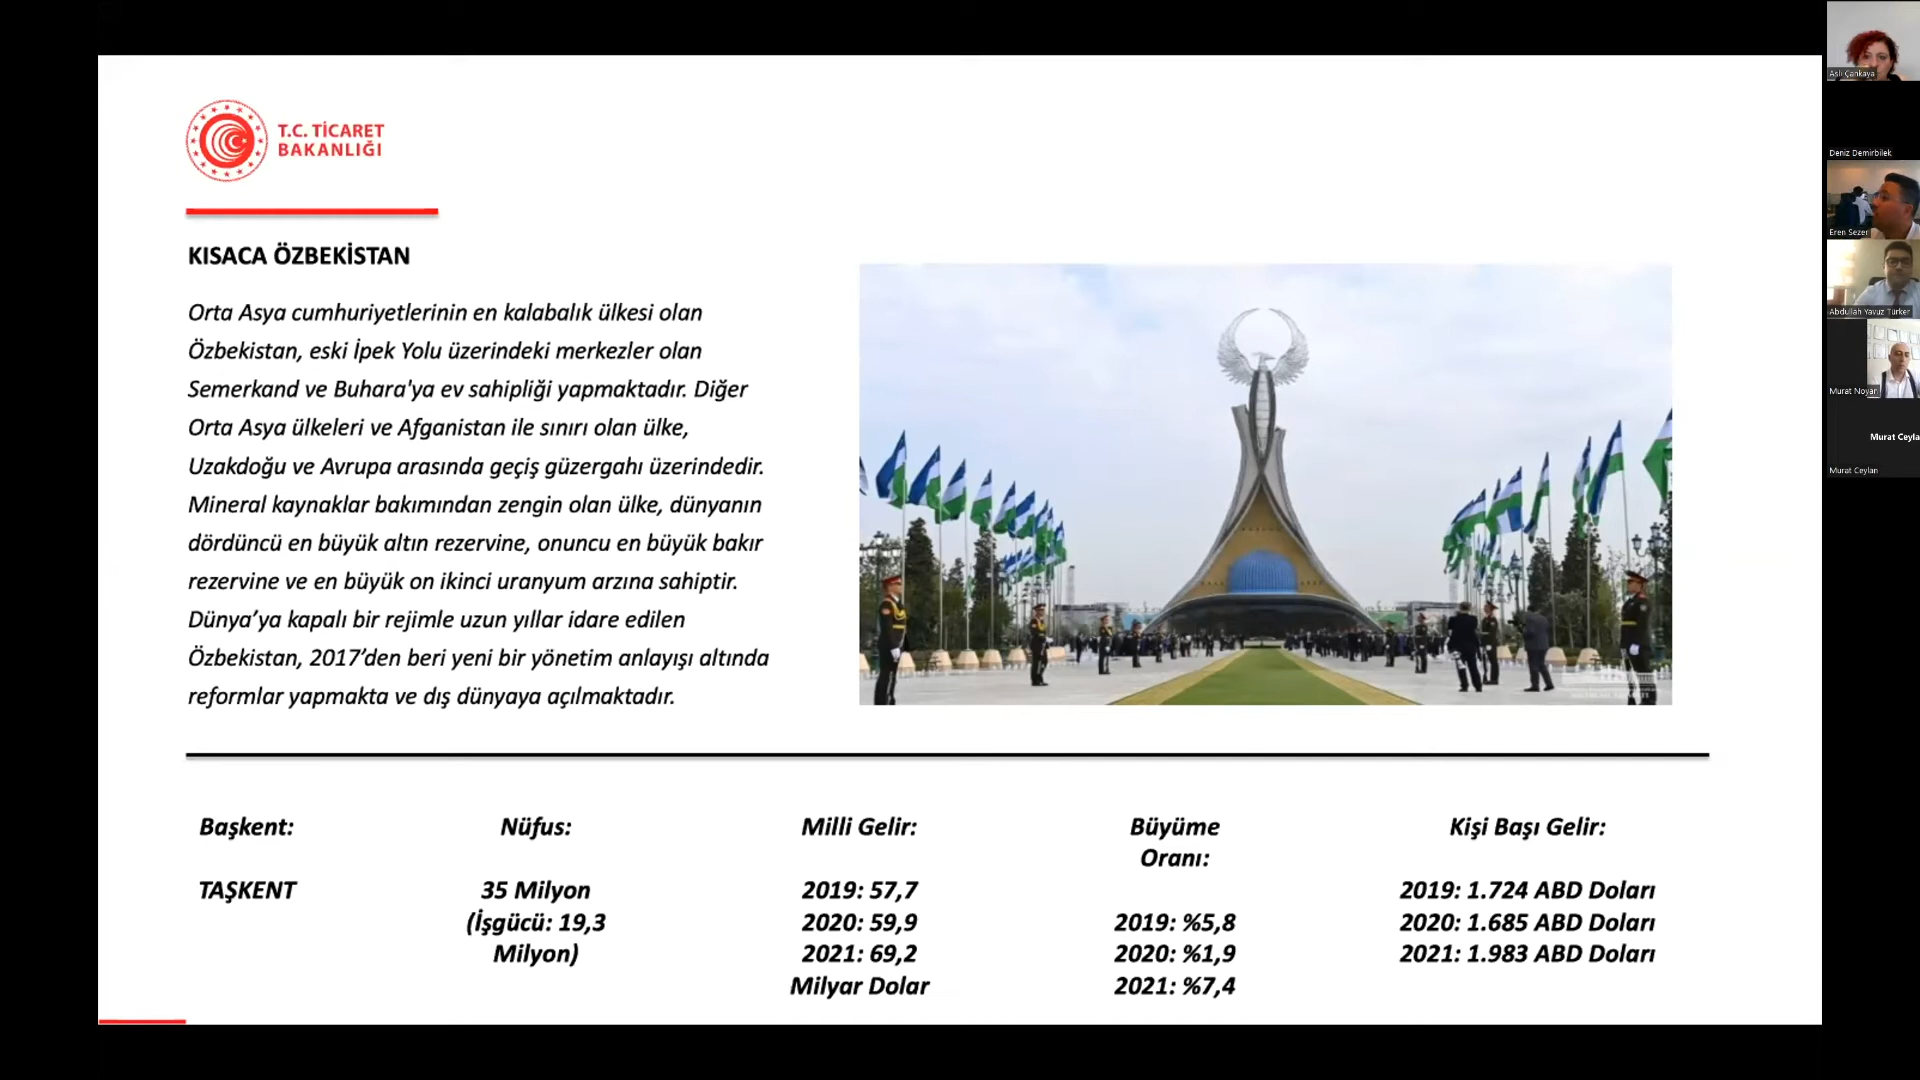 T.C. TİCARET
BAKANLIĞI
KISACA ÖZBEKİSTAN
Orta Asya cumhuriyetlerinin en kalabalık ülkesi olan
Özbekistan, eski İpek Yolu üzerindeki merkezler olan
Semerkand ve Buhara'ya ev sahipliği yapmaktadır. Diğer
Orta Asya ülkeleri ve Afganistan ile sınırı olan ülke,
Uzakdoğu ve Avrupa arasında geçiş güzergahı üzerindedir.
Mineral kaynaklar bakımından zengin olan ülke, dünyanın
dördüncü en büyük altın rezervine, onuncu en büyük bakır
rezervine ve en büyük on ikinci uranyum arzına sahiptir.
Dünya’ya kapalı bir rejimle uzun yıllar idare edilen
Özbekistan, 2017’den beri yeni bir yönetim anlayışı altında
reformlar yapmakta ve dış dünyaya açılmaktadır.
Başkent:
TAŞKENT
Nüfus:
35 Milyon
(İşgücü: 19,3
Milyon)
Milli Gelir:
2019: 57,7
2020: 59,9
2021: 69,2
Milyar Dolar
Büyüme
Oranı:
2019: %5,8
2020: %1,9
2021: %7,4
Kişi Başı Gelir:
2019: 1.724 ABD Doları
2020: 1.685 ABD Doları
2021: 1.983 ABD Doları
Aslı Çankaya
Deniz Demirbilek
Eren Sezer
Abdullah Yavuz Türker
Murat Noyan
Murat Ceyla
Murat Ceylan